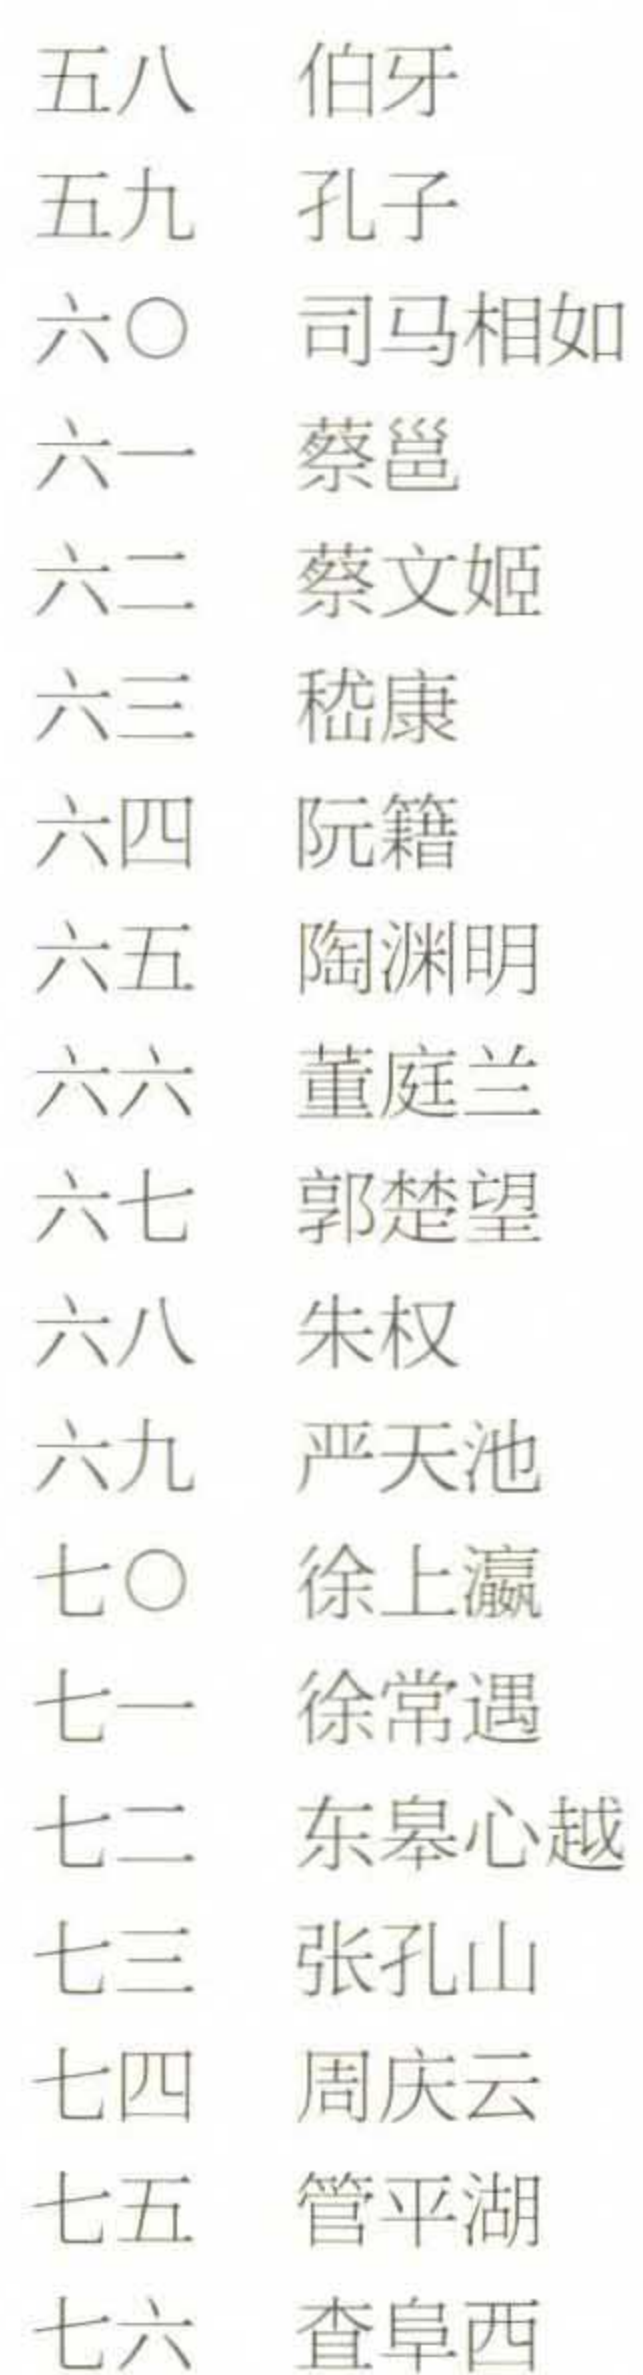 五八 伯牙
五九 孔子
六〇 司马相如
六一 蔡邕
六二 蔡文姬
六三 嵇康
六四 阮籍
六五 陶渊明
六六 董庭兰
六七 郭楚望
六八 朱权
六九 严天池
七〇 徐上瀛
七一 徐常遇
七二 东皋心越
七三 张孔山
七四 周庆云
七五 管平湖
七六 查阜西